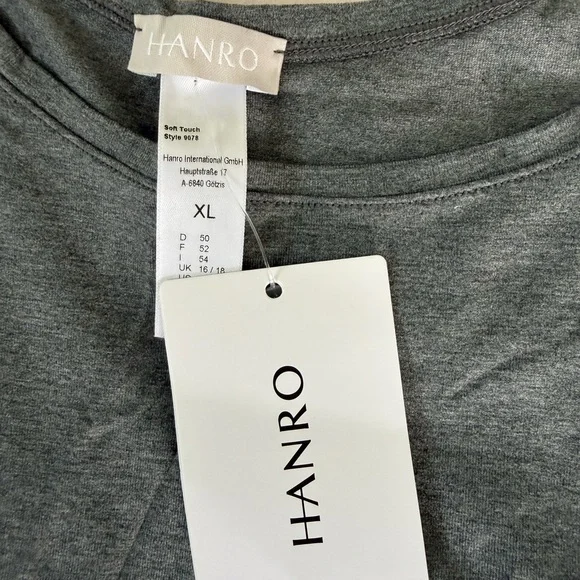 HANRO
Soft Touch
Style 9078
Hanro International GmbH
Hauptstraße 17
A-6840 Götzis
XL
D 50
F 52
I 54
UK 16 / 18
HANRO